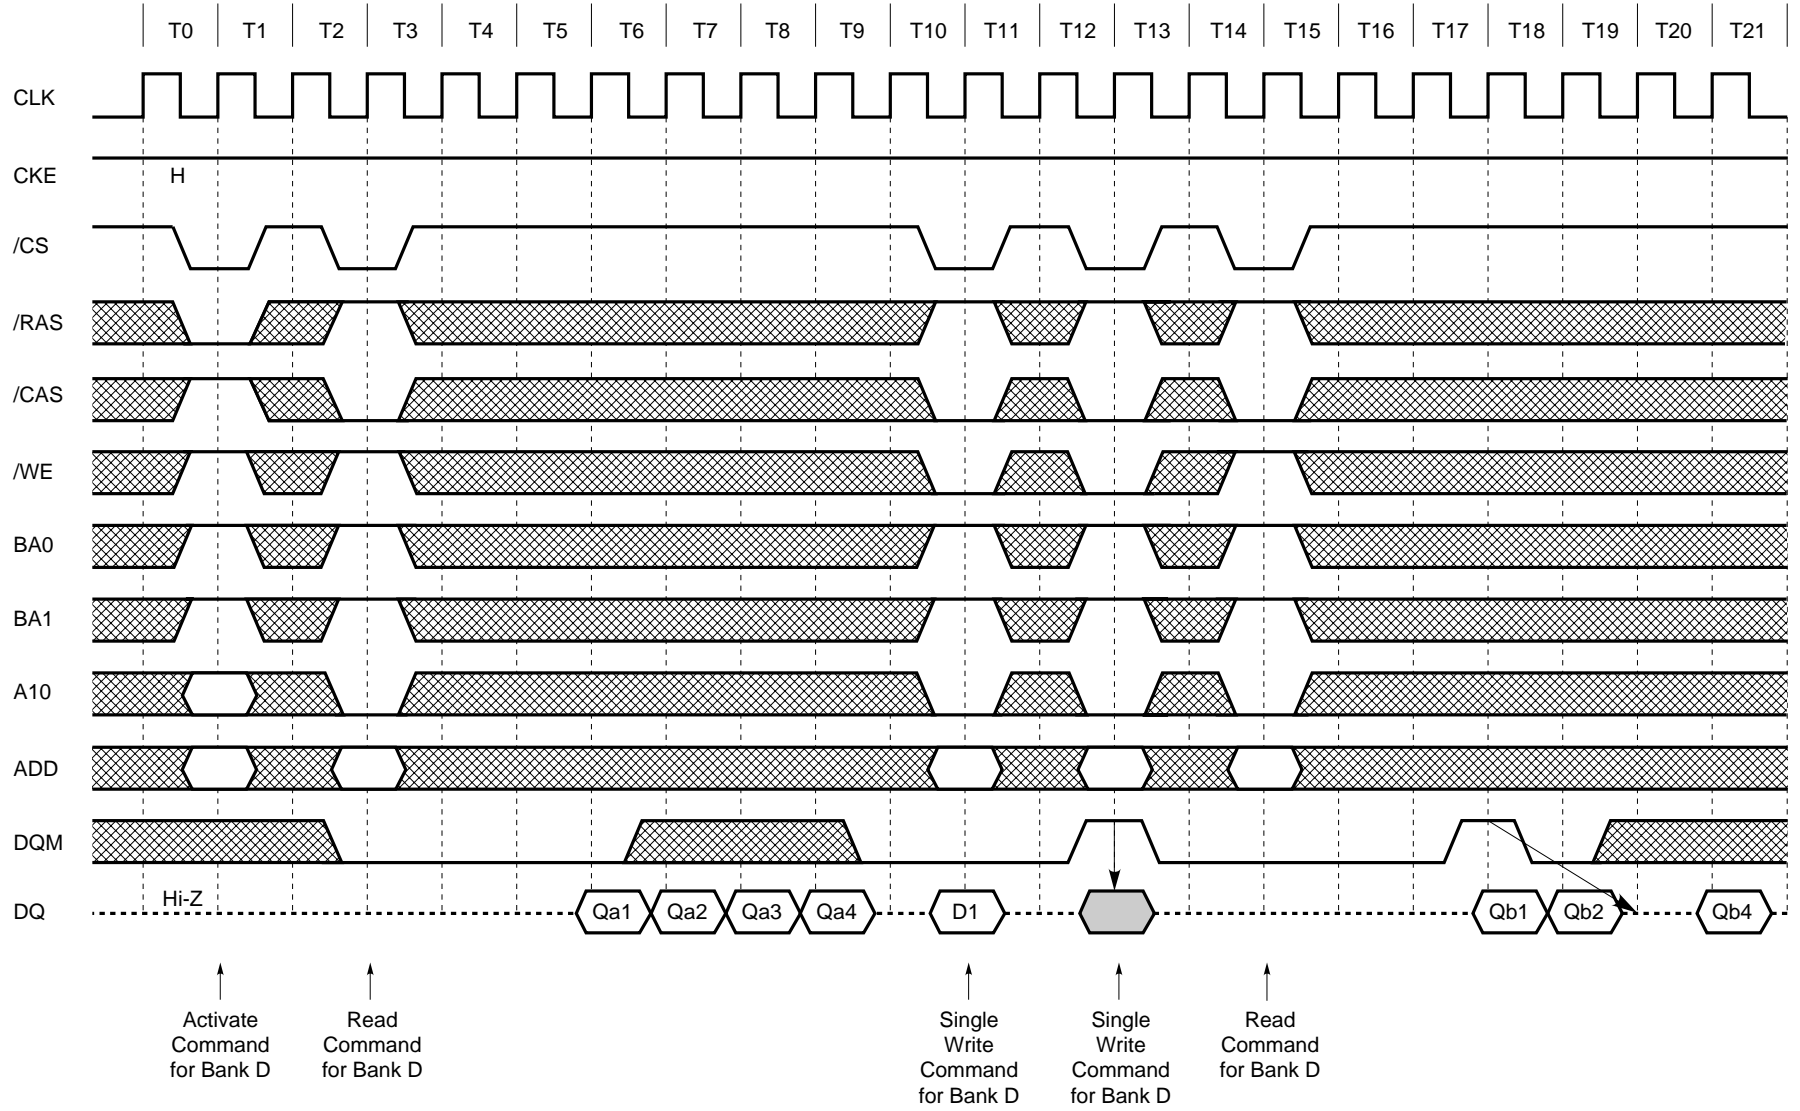 T0 T1 T2 T3 T4 T5 T6 T7 T8 T9 T10 T11 T12 T13 T14 T15 T16 T17 T18 T19 T20 T21
CLK
CKE H
/CS
/RAS
/CAS
/WE
BA0
BA1
A10
ADD
DQM
DQ Hi-Z Qa1 Qa2 Qa3 Qa4 D1 Qb1 Qb2 Qb4
Activate
Command
for Bank D
Read
Command
for Bank D
Single
Write
Command
for Bank D
Single
Write
Command
for Bank D
Read
Command
for Bank D